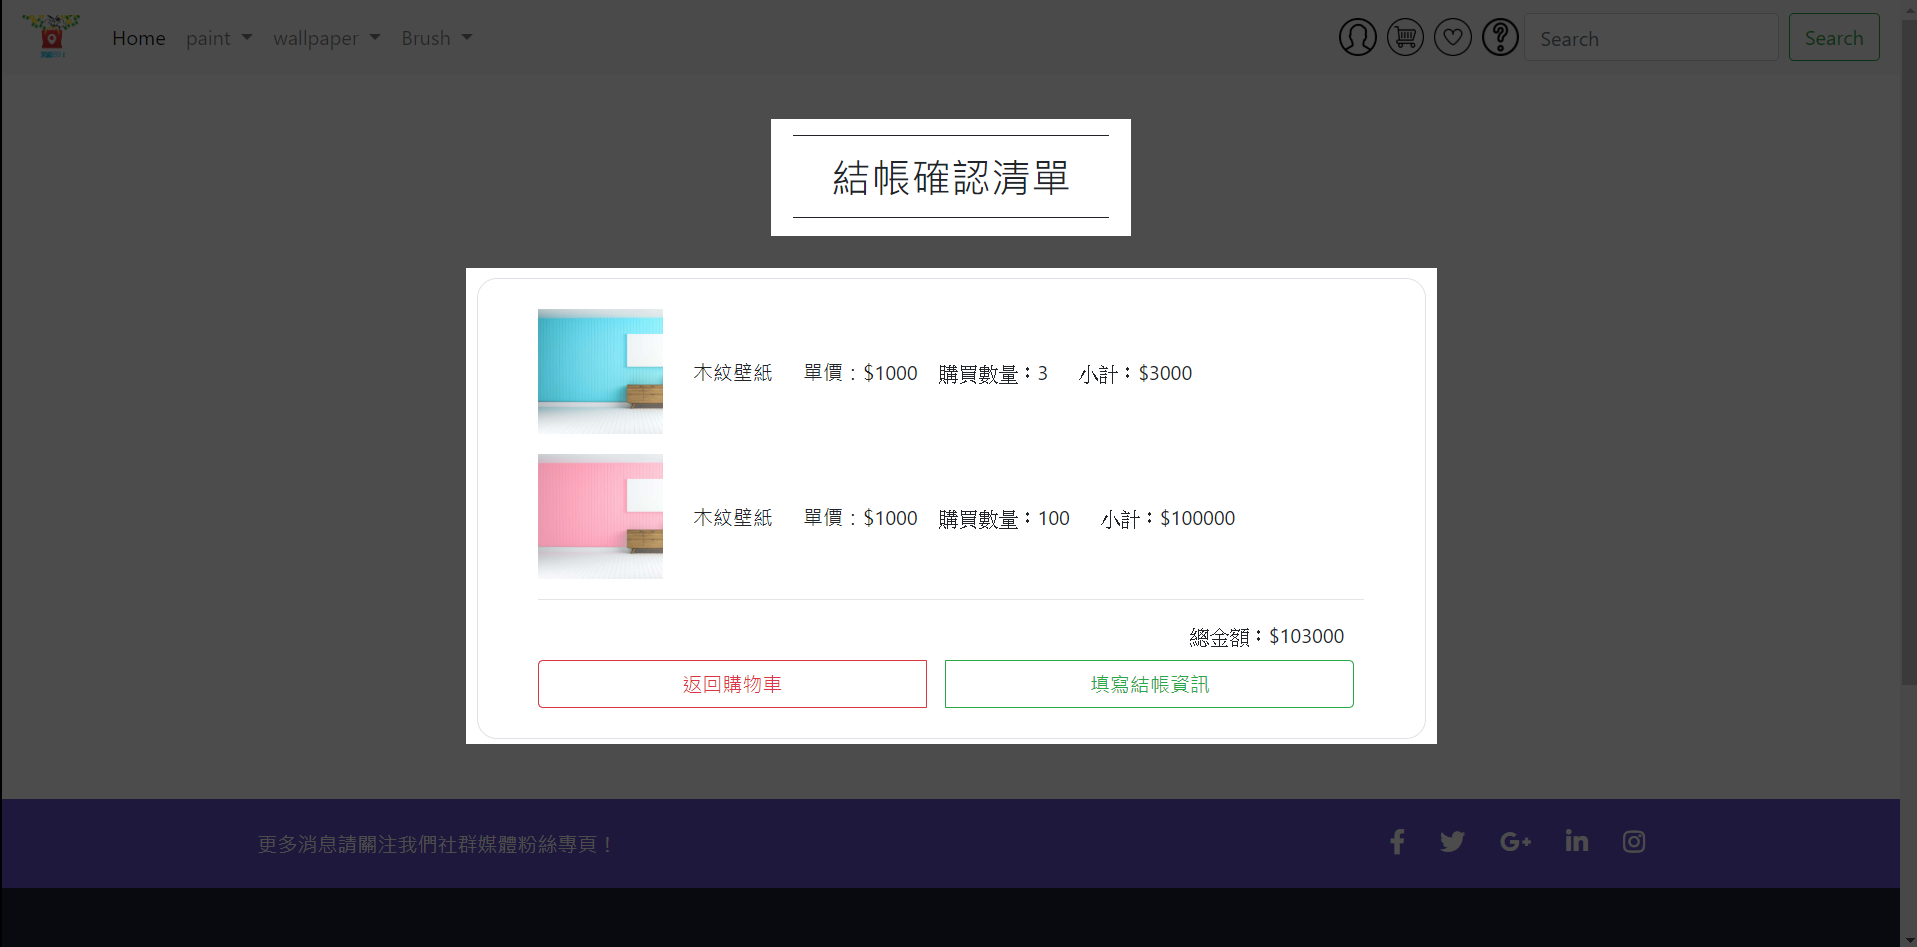 Home paint wallpaper Brush Search Search
結帳確認清單
木紋壁紙 單價：$1000 購買數量：3 小計：$3000
木紋壁紙 單價：$1000 購買數量：100 小計：$100000
總金額：$103000
返回購物車 填寫結帳資訊
更多消息請關注我們社群媒體粉絲專頁！